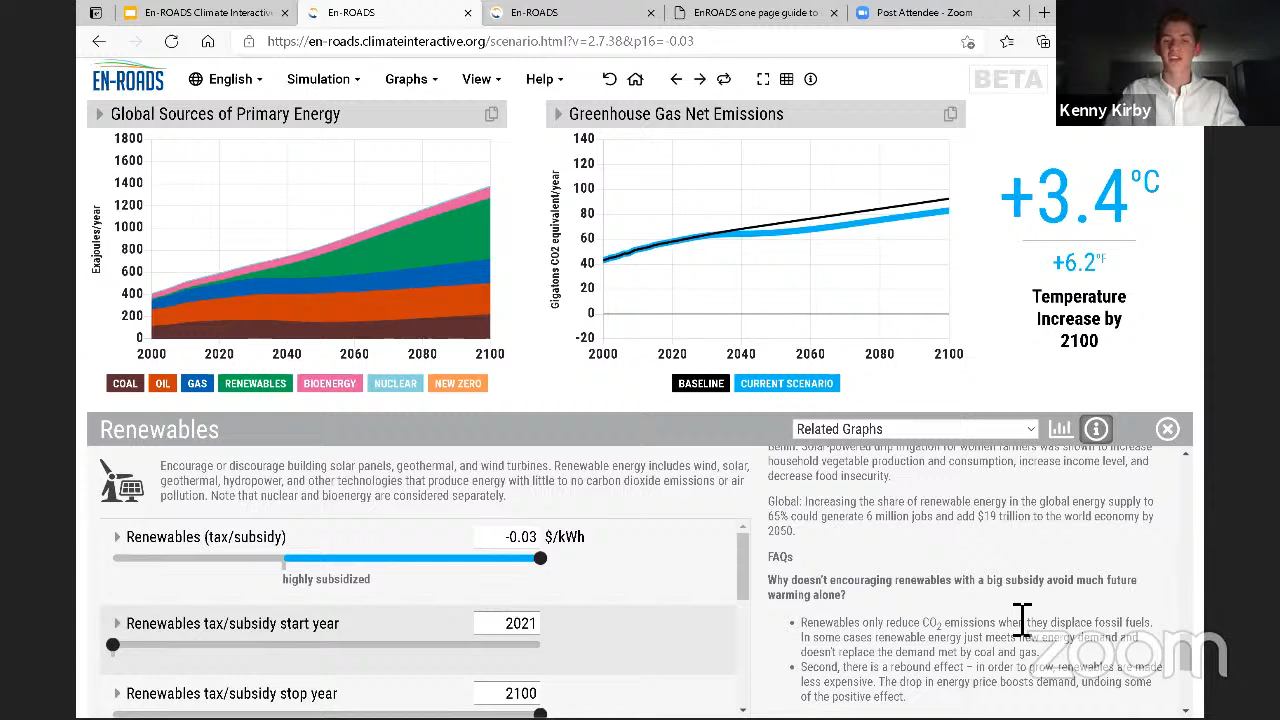 En-ROADS Climate Interactiv
En-ROADS
En-ROADS
EnROADS one page guide to
Post Attendee - Zoom
https://en-roads.climateinteractive.org/scenario.html?v=2.7.38&p16=-0.03
EN-ROADS
English
Simulation
Graphs
View
Help
BETA
Kenny Kirby
Global Sources of Primary Energy
1800
1600
1400
1200
1000
800
600
400
200
0
Exajoules/year
2000 2020 2040 2060 2080 2100
COAL OIL GAS RENEWABLES BIOENERGY NUCLEAR NEW ZERO
Greenhouse Gas Net Emissions
140
120
100
80
60
40
20
0
-20
Gigatons CO2 equivalent/year
2000 2020 2040 2060 2080 2100
BASELINE CURRENT SCENARIO
+3.4°C
+6.2°F
Temperature
Increase by
2100
Renewables
Related Graphs
Encourage or discourage building solar panels, geothermal, and wind turbines. Renewable energy includes wind, solar,
geothermal, hydropower, and other technologies that produce energy with little to no carbon dioxide emissions or air
pollution. Note that nuclear and bioenergy are considered separately.
Renewables (tax/subsidy) -0.03 $/kWh
highly subsidized
Renewables tax/subsidy start year 2021
Renewables tax/subsidy stop year 2100
Benin: Solar-powered drip irrigation for women farmers was shown to increase
household vegetable production and consumption, increase income level, and
decrease food insecurity.
Global: Increasing the share of renewable energy in the global energy supply to
65% could generate 6 million jobs and add $19 trillion to the world economy by
2050.
FAQs
Why doesn't encouraging renewables with a big subsidy avoid much future
warming alone?
Renewables only reduce CO2 emissions when they displace fossil fuels.
In some cases renewable energy just meets new energy demand and
doesn't replace the demand met by coal and gas.
Second, there is a rebound effect – in order to grow, renewables are made
less expensive. The drop in energy price boosts demand, undoing some
of the positive effect.
zoom